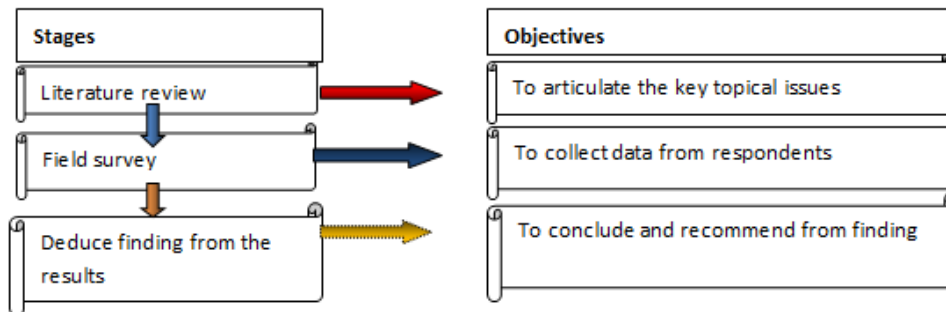 Stages
Objectives
Literature review
To articulate the key topical issues
Field survey
To collect data from respondents
Deduce finding from the
results
To conclude and recommend from finding